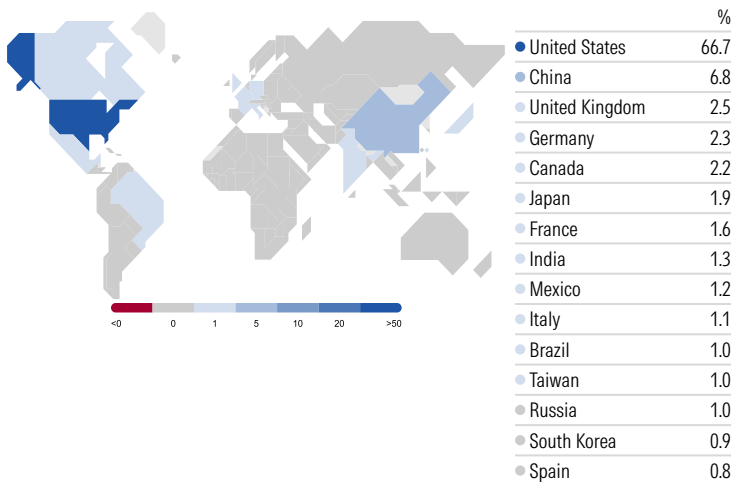 %
United States 66.7
China 6.8
United Kingdom 2.5
Germany 2.3
Canada 2.2
Japan 1.9
France 1.6
India 1.3
Mexico 1.2
Italy 1.1
Brazil 1.0
Taiwan 1.0
Russia 1.0
South Korea 0.9
Spain 0.8
<0 0 1 5 10 20 >50